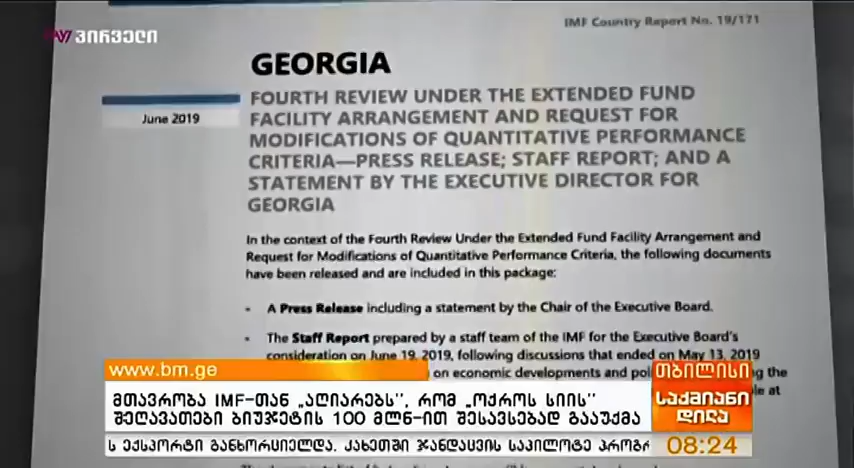 პირველი
IMF Country Report No. 19/171
GEORGIA
June 2019
FOURTH REVIEW UNDER THE EXTENDED FUND
FACILITY ARRANGEMENT AND REQUEST FOR
MODIFICATIONS OF QUANTITATIVE PERFORMANCE
CRITERIA—PRESS RELEASE; STAFF REPORT; AND A
STATEMENT BY THE EXECUTIVE DIRECTOR FOR
GEORGIA
In the context of the Fourth Review Under the Extended Fund Facility Arrangement and
Request for Modifications of Quantitative Performance Criteria, the following documents
have been released and are included in this package:
• A Press Release including a statement by the Chair of the Executive Board.
• The Staff Report prepared by a staff team of the IMF for the Executive Board's
consideration on June 19, 2019, following discussions that ended on May 13, 2019
on economic developments and the
at
www.bm.ge
თბილისი
მთავრობა IMF-თან „აღიარებს“, რომ „ოქროს სიის“
შეღავათები ბიუჯეტის 100 მლნ-ით შესავსებად გააუქმა
საქმიანი
დილა
ს ექსპორტი განხორციელდა. კახეთში ჯანდაცვის საპილოტე პროგრ
08:24